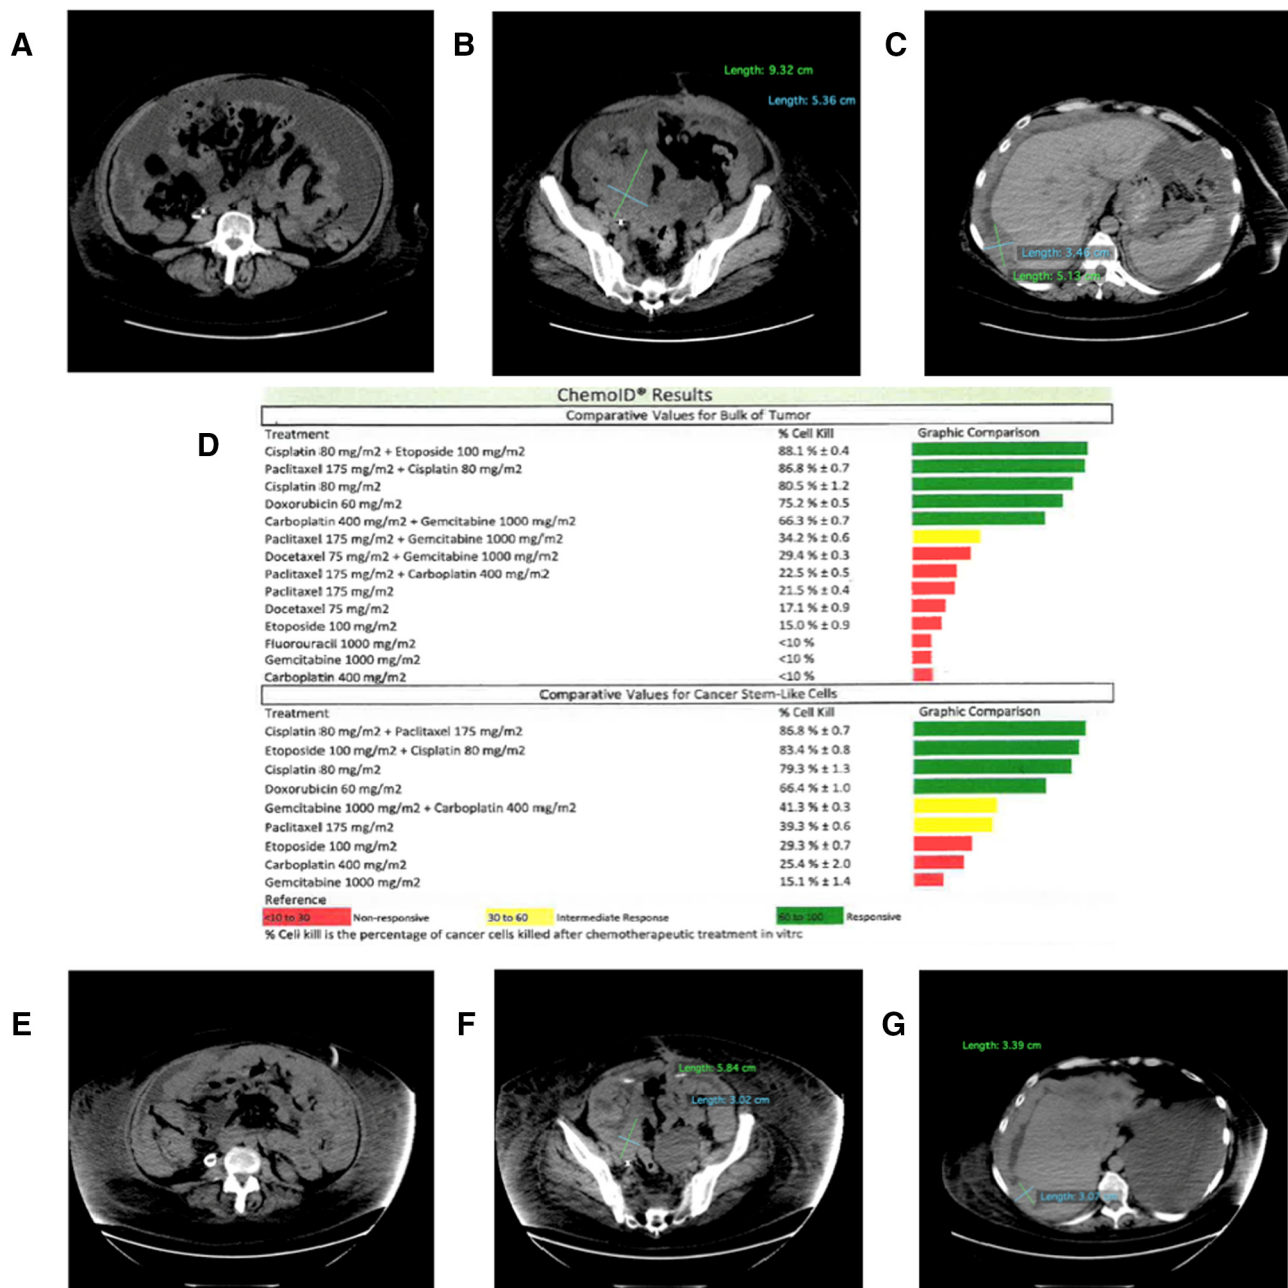 A
B
C
Length: 9.32 cm
Length: 5.36 cm
Length: 3.46 cm
Length: 5.13 cm
D
ChemoID® Results
Comparative Values for Bulk of Tumor
Treatment % Cell Kill Graphic Comparison
Cisplatin 80 mg/m2 + Etoposide 100 mg/m2 88.1 % ± 0.4
Paclitaxel 175 mg/m2 + Cisplatin 80 mg/m2 86.8 % ± 0.7
Cisplatin 80 mg/m2 80.5 % ± 1.2
Doxorubicin 60 mg/m2 75.2 % ± 0.5
Carboplatin 400 mg/m2 + Gemcitabine 1000 mg/m2 66.3 % ± 0.7
Paclitaxel 175 mg/m2 + Gemcitabine 1000 mg/m2 34.2 % ± 0.6
Docetaxel 75 mg/m2 + Gemcitabine 1000 mg/m2 29.4 % ± 0.3
Paclitaxel 175 mg/m2 + Carboplatin 400 mg/m2 22.5 % ± 0.5
Paclitaxel 175 mg/m2 21.5 % ± 0.4
Docetaxel 75 mg/m2 17.1 % ± 0.9
Etoposide 100 mg/m2 15.0 % ± 0.9
Fluorouracil 1000 mg/m2 <10 %
Gemcitabine 1000 mg/m2 <10 %
Carboplatin 400 mg/m2 <10 %
Comparative Values for Cancer Stem-Like Cells
Treatment % Cell Kill Graphic Comparison
Cisplatin 80 mg/m2 + Paclitaxel 175 mg/m2 86.8 % ± 0.7
Etoposide 100 mg/m2 + Cisplatin 80 mg/m2 83.4 % ± 0.8
Cisplatin 80 mg/m2 79.3 % ± 1.3
Doxorubicin 60 mg/m2 66.4 % ± 1.0
Gemcitabine 1000 mg/m2 + Carboplatin 400 mg/m2 41.3 % ± 0.3
Paclitaxel 175 mg/m2 39.3 % ± 0.6
Etoposide 100 mg/m2 29.3 % ± 0.7
Carboplatin 400 mg/m2 25.4 % ± 2.0
Gemcitabine 1000 mg/m2 15.1 % ± 1.4
Reference
<10 to 30 Non-responsive 30 to 60 Intermediate Response 60 to 100 Responsive
% Cell kill is the percentage of cancer cells killed after chemotherapeutic treatment in vitro
E
F
G
Length: 5.84 cm
Length: 3.02 cm
Length: 3.39 cm
Length: 3.07 cm